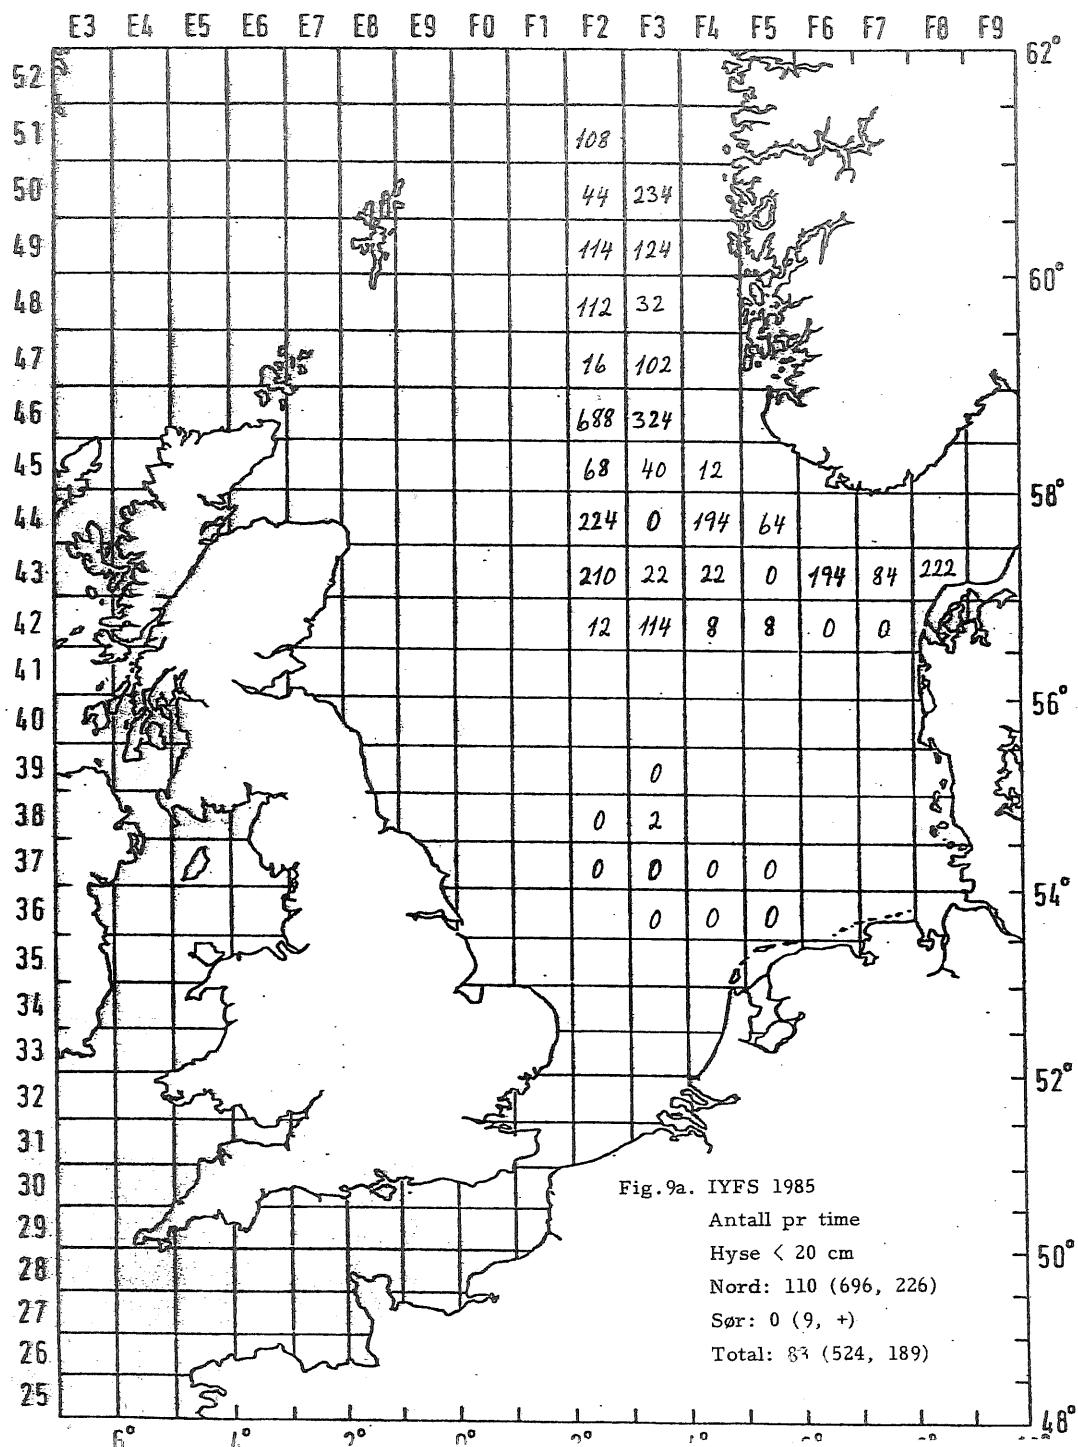 E3 E4 E5 E6 E7 E8 E9 F0 F1 F2 F3 F4 F5 F6 F7 F8 F9
62°
52
51 108
50 44 234
49 114 124
60°
48 112 32
47 16 102
46 688 324
45 68 40 12
58°
44 224 0 194 64
43 210 22 22 0 194 84 222
42 12 114 8 8 0 0
41
56°
40
39 0
38 0 2
37 0 0 0 0
54°
36 0 0 0
35
34
33
52°
32
31
30
29
50°
28
27
26
25
48°
Fig.9a. IYFS 1985
Antall pr time
Hyse < 20 cm
Nord: 110 (696, 226)
Sør: 0 (9, +)
Total: 83 (524, 189)
6° 4° 2° 0° 2°